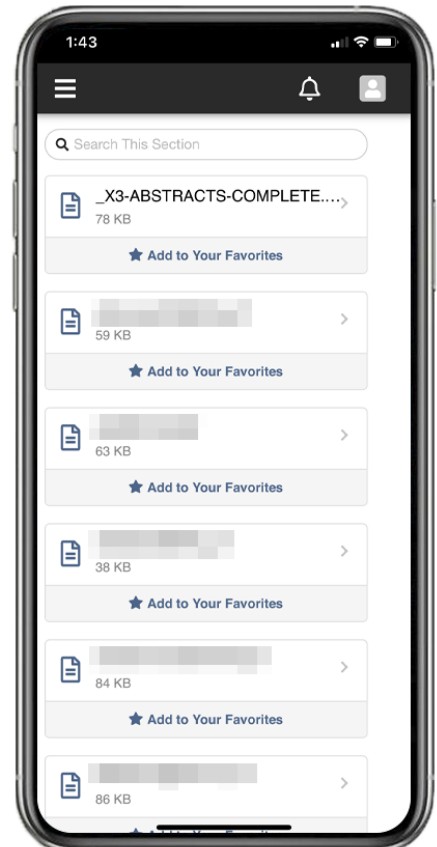 1:43
Search This Section
_X3-ABSTRACTS-COMPLETE....
78 KB
Add to Your Favorites
59 KB
Add to Your Favorites
63 KB
Add to Your Favorites
38 KB
Add to Your Favorites
84 KB
Add to Your Favorites
86 KB